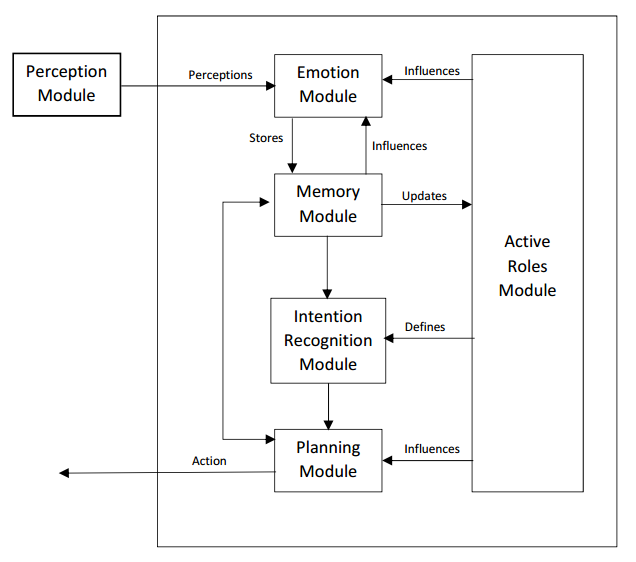 Perception
Module
Perceptions
Emotion
Module
Influences
Stores
Influences
Memory
Module
Updates
Active
Roles
Module
Intention
Recognition
Module
Defines
Planning
Module
Influences
Action